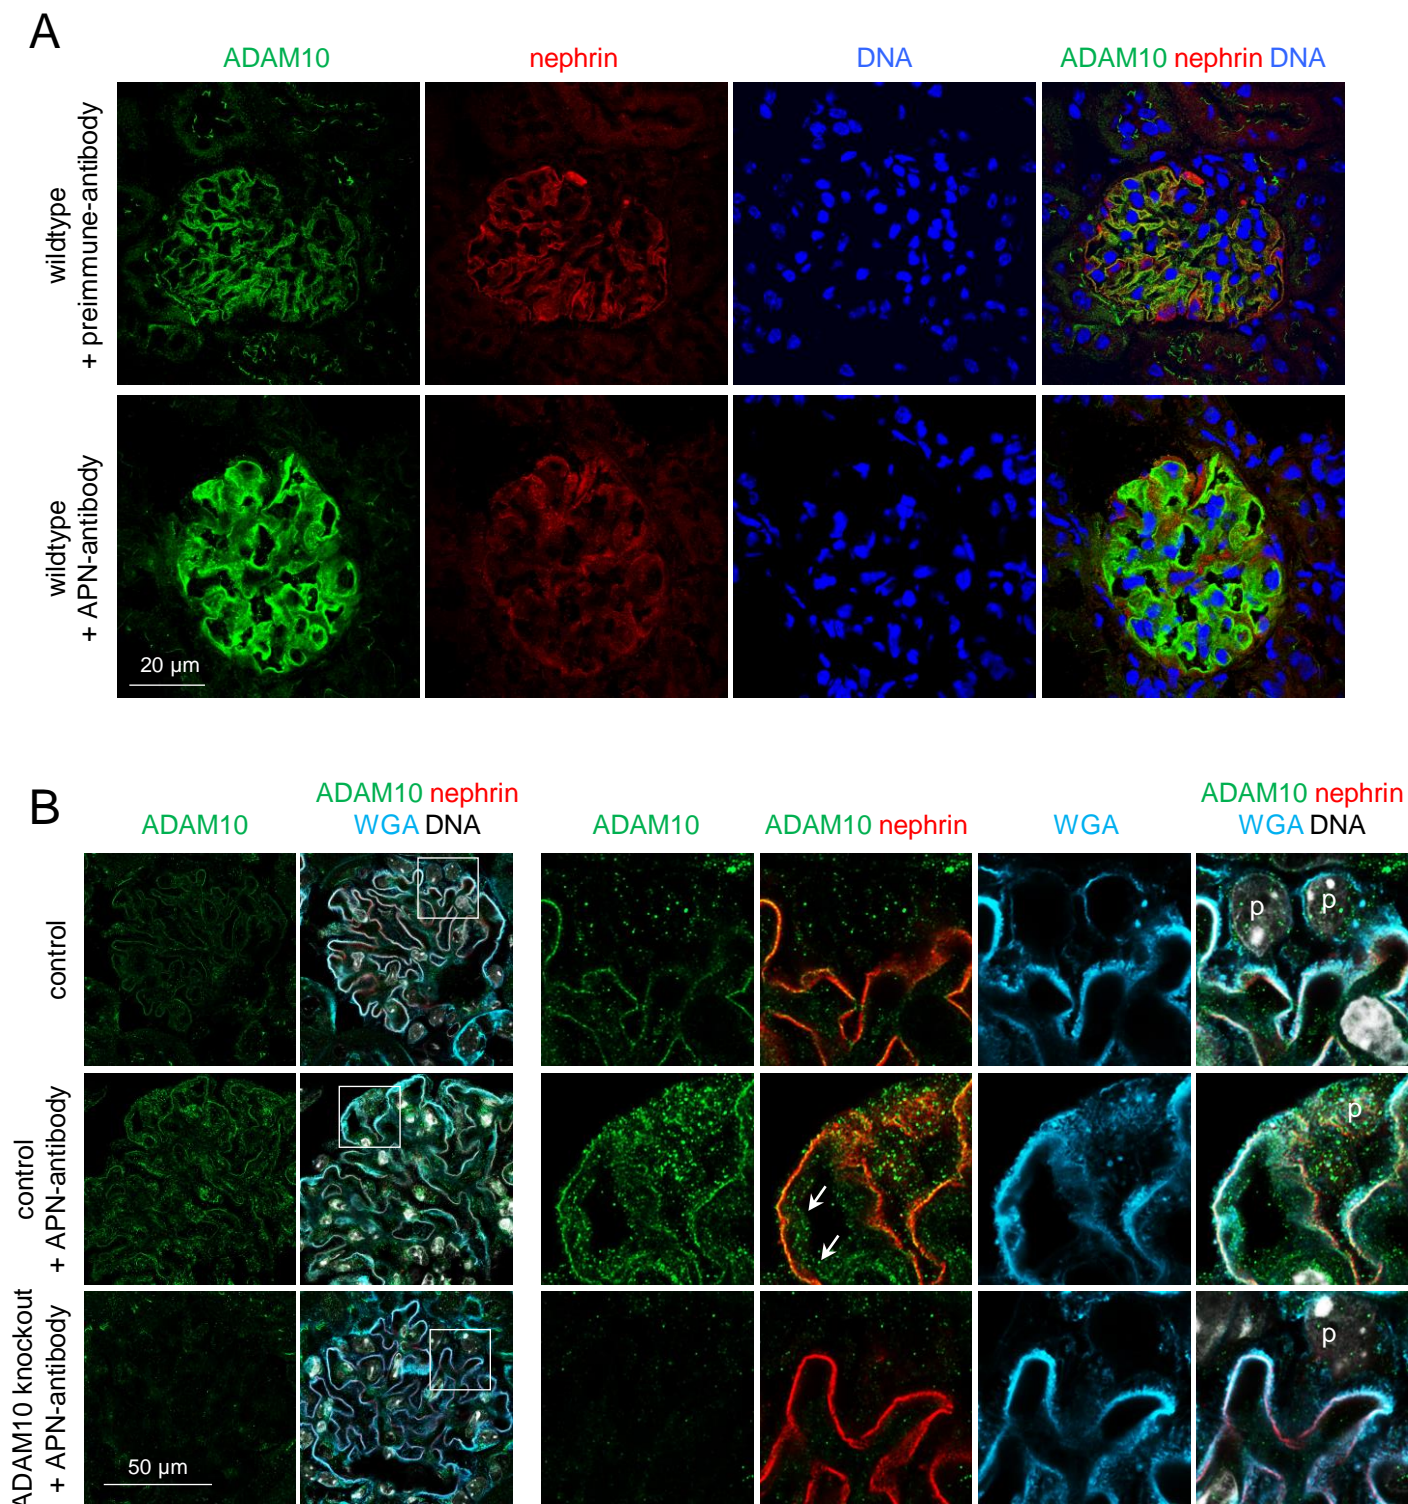 A
ADAM10
nephrin
DNA
ADAM10 nephrin DNA
wildtype
+ preimmune-antibody
wildtype
+ APN-antibody
20 µm
B
ADAM10
ADAM10 nephrin
WGA DNA
ADAM10
ADAM10 nephrin
WGA
ADAM10 nephrin
WGA DNA
control
p
p
control
+ APN-antibody
p
ADAM10 knockout
+ APN-antibody
p
50 µm